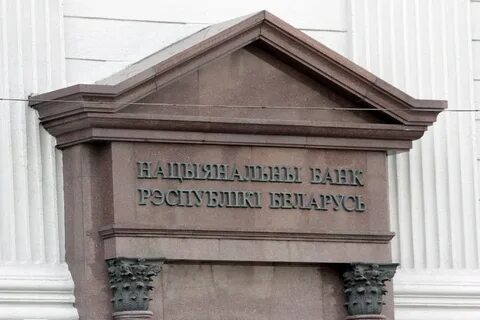 НАЦЫЯНАЛЬНЫ БАНК
РЭСПУБЛІКІ БЕЛАРУСЬ